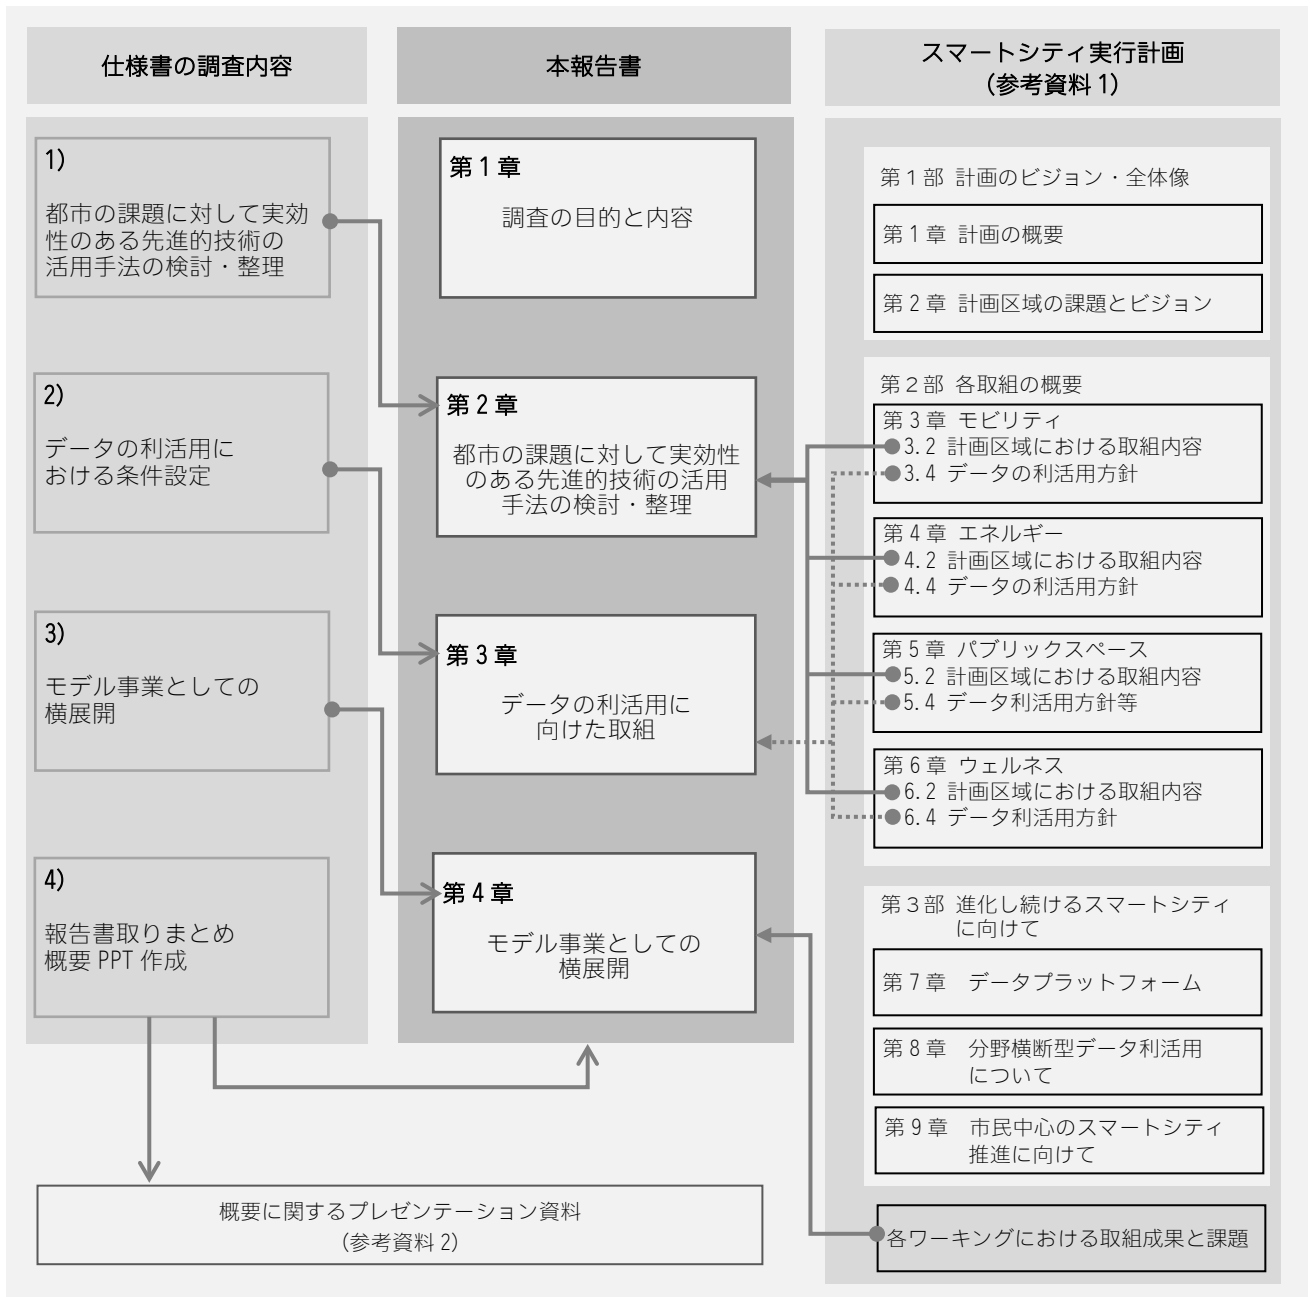 仕様書の調査内容
1)
都市の課題に対して実効
性のある先進的技術の
活用手法の検討・整理
2)
データの利活用に
おける条件設定
3)
モデル事業としての
横展開
4)
報告書取りまとめ
概要 PPT 作成
本報告書
第 1 章
調査の目的と内容
第 2 章
都市の課題に対して実効性
のある先進的技術の活用
手法の検討・整理
第 3 章
データの利活用に
向けた取組
第 4 章
モデル事業としての
横展開
概要に関するプレゼンテーション資料
(参考資料 2)
スマートシティ実行計画
(参考資料 1)
第１部 計画のビジョン・全体像
第 1 章 計画の概要
第 2 章 計画区域の課題とビジョン
第２部 各取組の概要
第 3 章 モビリティ
3.2 計画区域における取組内容
3.4 データの利活用方針
第 4 章 エネルギー
4.2 計画区域における取組内容
4.4 データの利活用方針
第 5 章 パブリックスペース
5.2 計画区域における取組内容
5.4 データ利活用方針等
第 6 章 ウェルネス
6.2 計画区域における取組内容
6.4 データ利活用方針
第３部 進化し続けるスマートシティ
に向けて
第 7 章 データプラットフォーム
第 8 章 分野横断型データ利活用
について
第 9 章 市民中心のスマートシティ
推進に向けて
各ワーキングにおける取組成果と課題